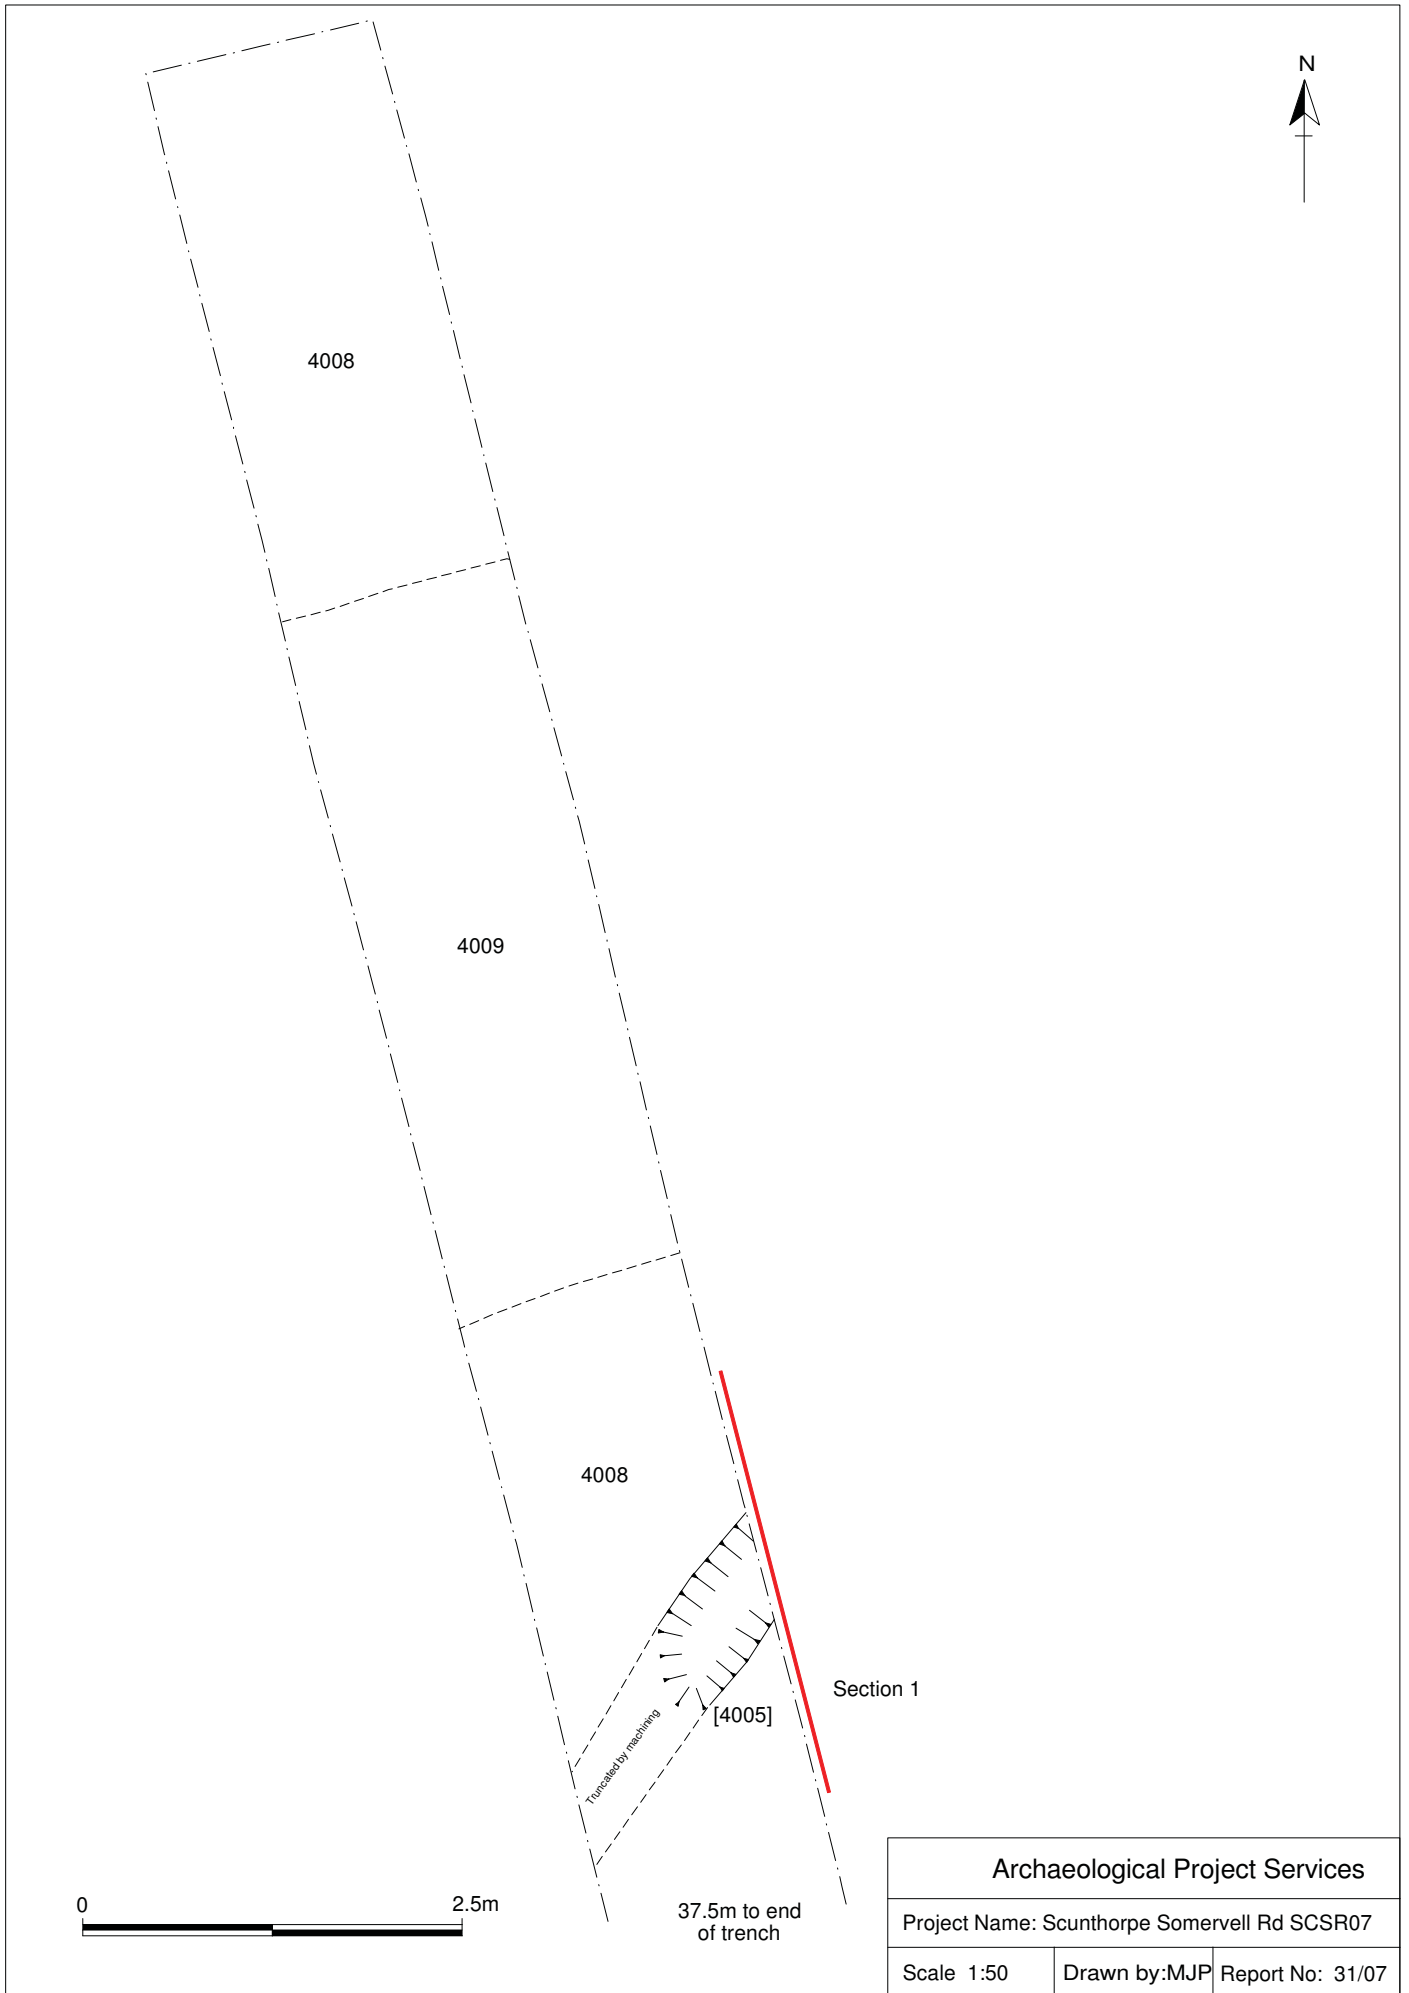 N
4008
4009
4008
Section 1
[4005]
Truncated by machining
0 2.5m
37.5m to end
of trench
Archaeological Project Services
Project Name: Scunthorpe Somervell Rd SCSR07
Scale 1:50 Drawn by:MJP Report No: 31/07